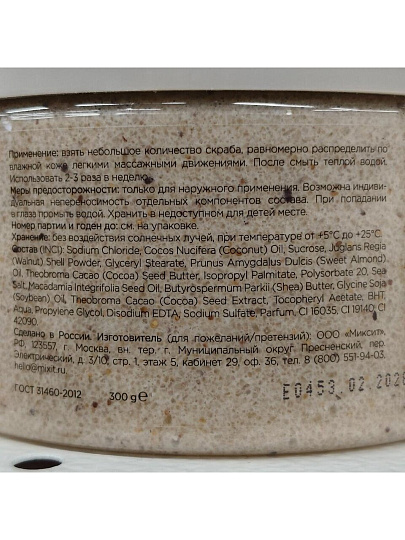 Применение: взять небольшое количество скраба, равномерно распределить по
влажной коже легкими массажными движениями. После смыть теплой водой.
Использовать 2-3 раза в неделю.
Меры предосторожности: только для наружного применения. Возможна индиви-
дуальная непереносимость отдельных компонентов состава. При попадании
в глаза промыть водой. Хранить в недоступном для детей месте.
Номер партии и годен до: см. на упаковке.
Хранение: без воздействия солнечных лучей, при температуре от +5°C до +25°C.
Состав (INCI): Sodium Chloride, Cocos Nucifera (Coconut) Oil, Sucrose, Juglans Regia
(Walnut) Shell Powder, Glyceryl Stearate, Prunus Amygdalus Dulcis (Sweet Almond)
Oil, Theobroma Cacao (Cocoa) Seed Butter, Isopropyl Palmitate, Polysorbate 20, Sea
Salt, Macadamia Integrifolia Seed Oil, Butyrospermum Parkii (Shea) Butter, Glycine Soja
(Soybean) Oil, Theobroma Cacao (Cocoa) Seed Extract, Tocopheryl Acetate, BHT,
Aqua, Propylene Glycol, Disodium EDTA, Sodium Sulfate, Parfum, CI 16035, CI 19140, CI
42090.
Сделано в России. Изготовитель (для пожеланий/претензий): ООО «Миксит»,
РФ, 123557, г. Москва, вн. тер. г. Муниципальный округ Пресненский, пер.
Электрический, д. 3/10, стр. 1, этаж 5, кабинет 29, оф. 36, тел. 8 (800) 551-94-03.
hello@mixit.ru
ГОСТ 31460-2012
300 g ℮
E0453 02.2026